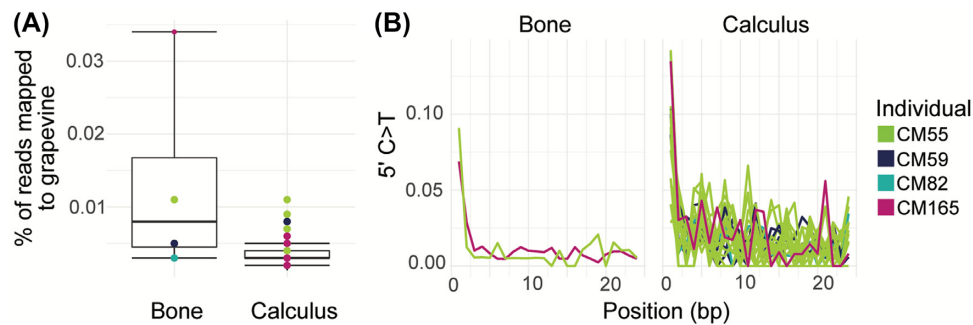 (A)
% of reads mapped
to grapevine
0.03
0.02
0.01
Bone
Calculus
(B)
Bone
Calculus
5' C>T
0.10
0.05
0.00
0
10
20
0
10
20
Position (bp)
Individual
CM55
CM59
CM82
CM165